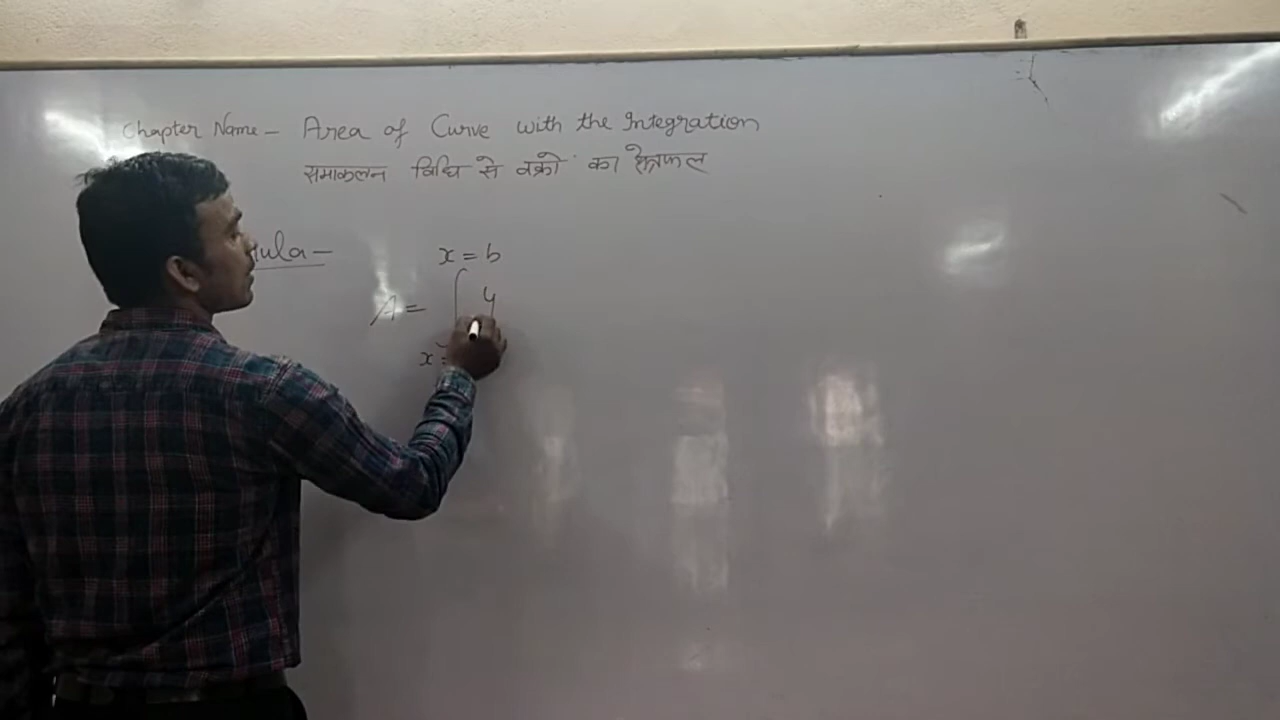 Chapter Name – Area of Curve with the Integration
समाकलन विधि से वक्रो का क्षेत्रफल
ula –
x = b
A = ∫ y
x =